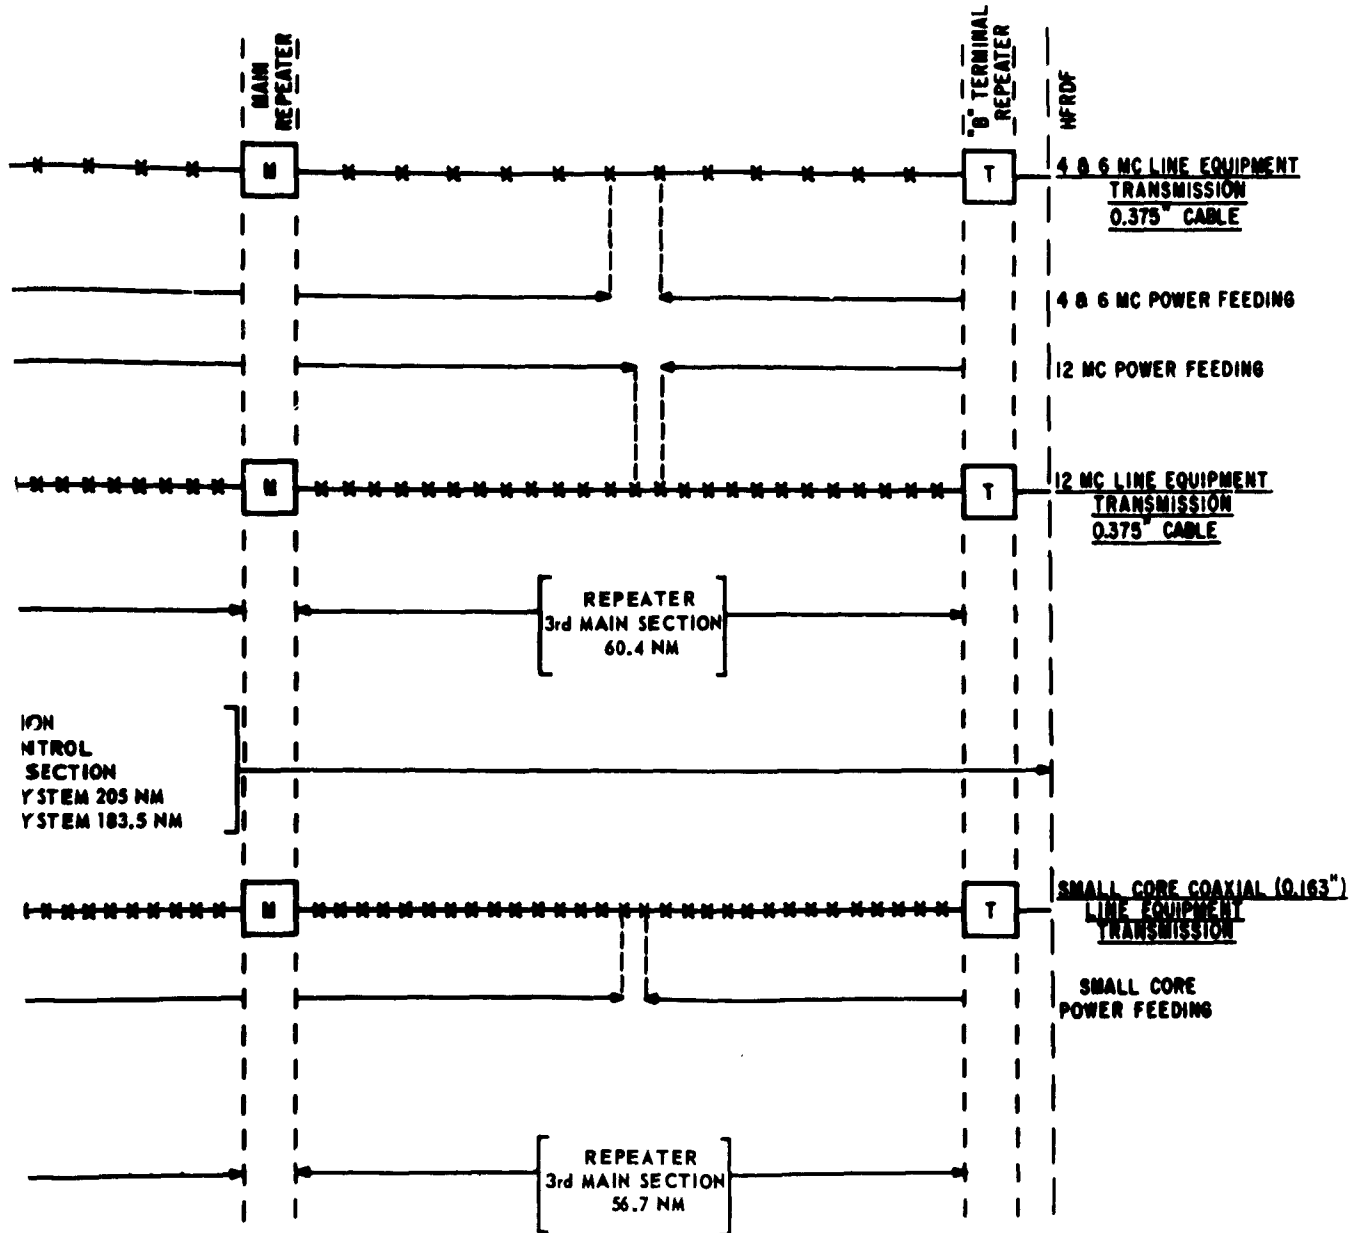 MAIN
REPEATER
"B" TERMINAL
REPEATER
HFRDF
M
T
4 & 6 MC LINE EQUIPMENT
TRANSMISSION
0.375" CABLE
4 & 6 MC POWER FEEDING
12 MC POWER FEEDING
M
T
12 MC LINE EQUIPMENT
TRANSMISSION
0.375" CABLE
REPEATER
3rd MAIN SECTION
60.4 NM
ION
NTROL
SECTION
YSTEM 205 NM
YSTEM 183.5 NM
M
T
SMALL CORE COAXIAL (0.163")
LINE EQUIPMENT
TRANSMISSION
SMALL CORE
POWER FEEDING
REPEATER
3rd MAIN SECTION
56.7 NM